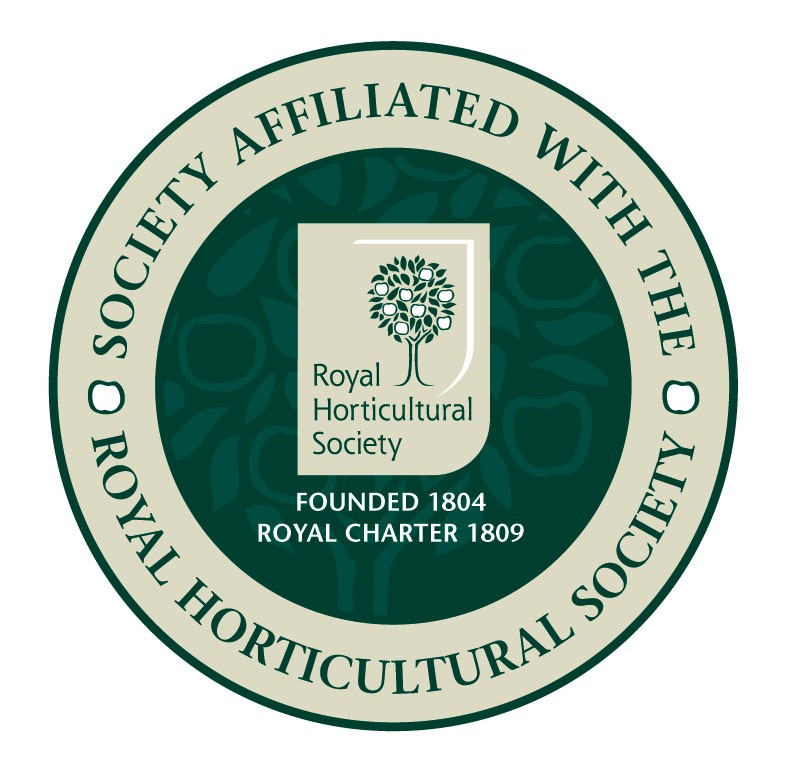 SOCIETY AFFILIATED WITH THE
Royal
Horticultural
Society
FOUNDED 1804
ROYAL CHARTER 1809
ROYAL HORTICULTURAL SOCIETY